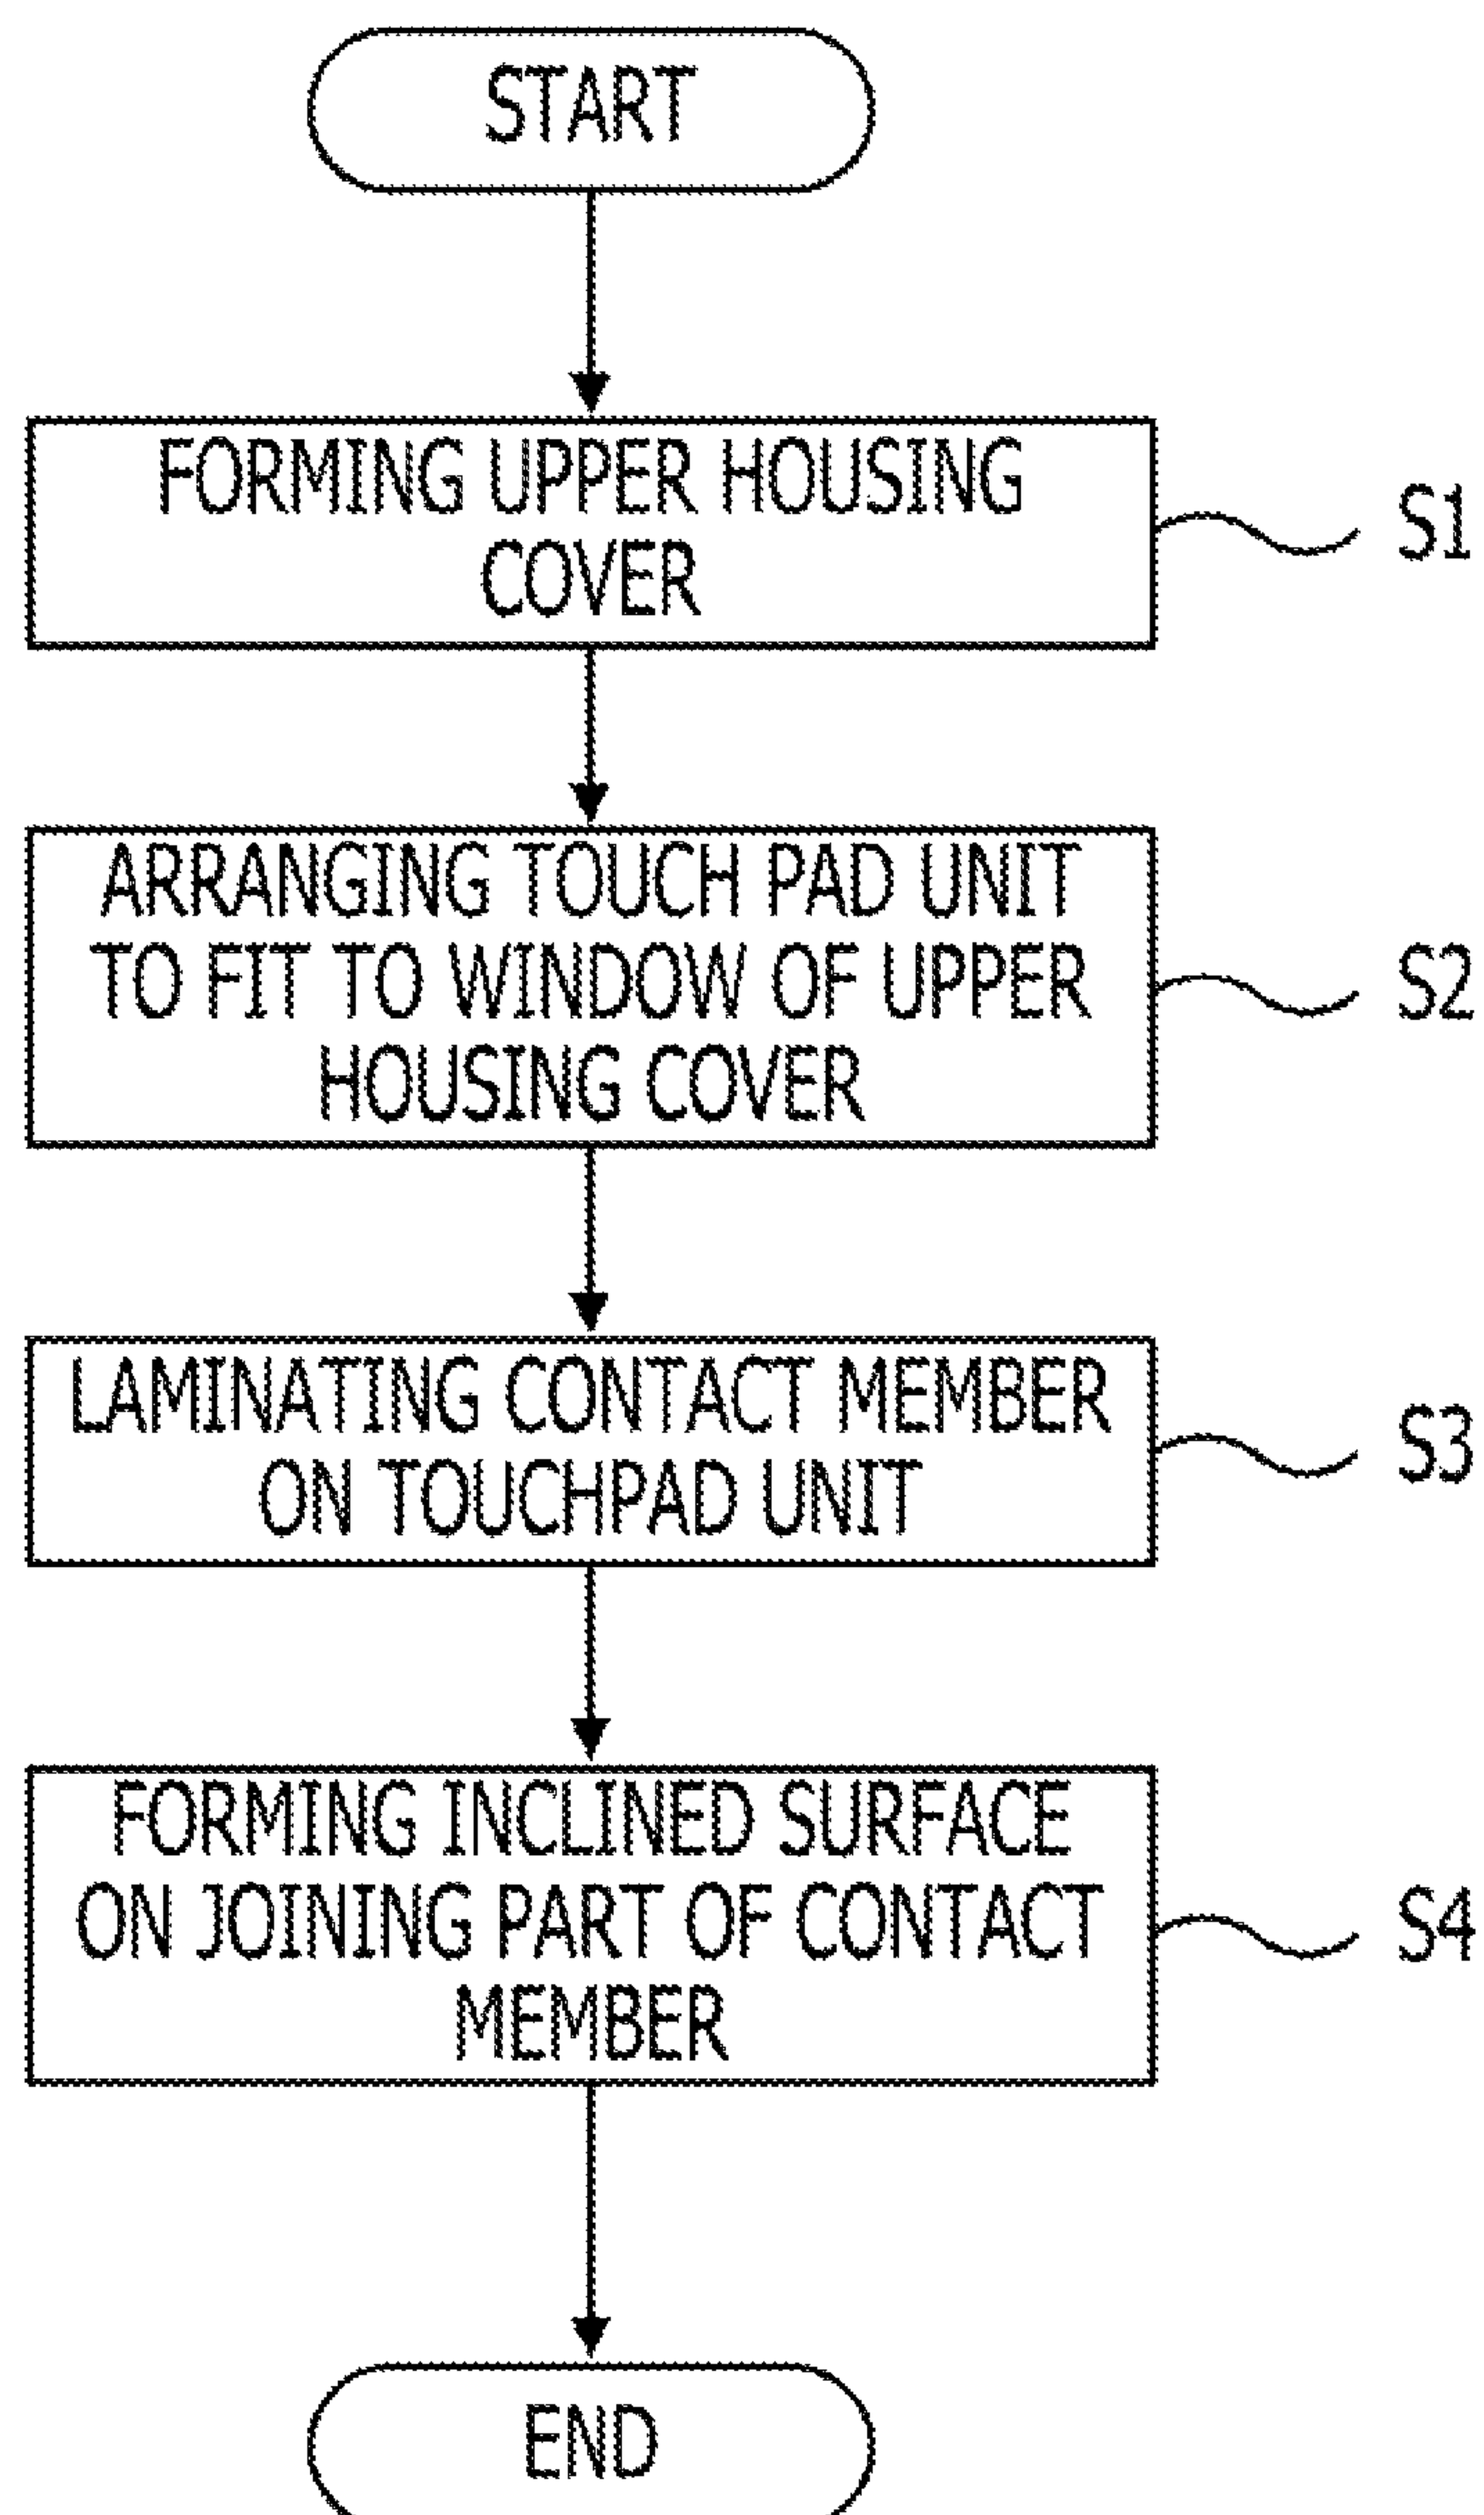 START
FORMING UPPER HOUSING
COVER
S1
ARRANGING TOUCH PAD UNIT
TO FIT TO WINDOW OF UPPER
HOUSING COVER
S2
LAMINATING CONTACT MEMBER
ON TOUCHPAD UNIT
S3
FORMING INCLINED SURFACE
ON JOINING PART OF CONTACT
MEMBER
S4
END